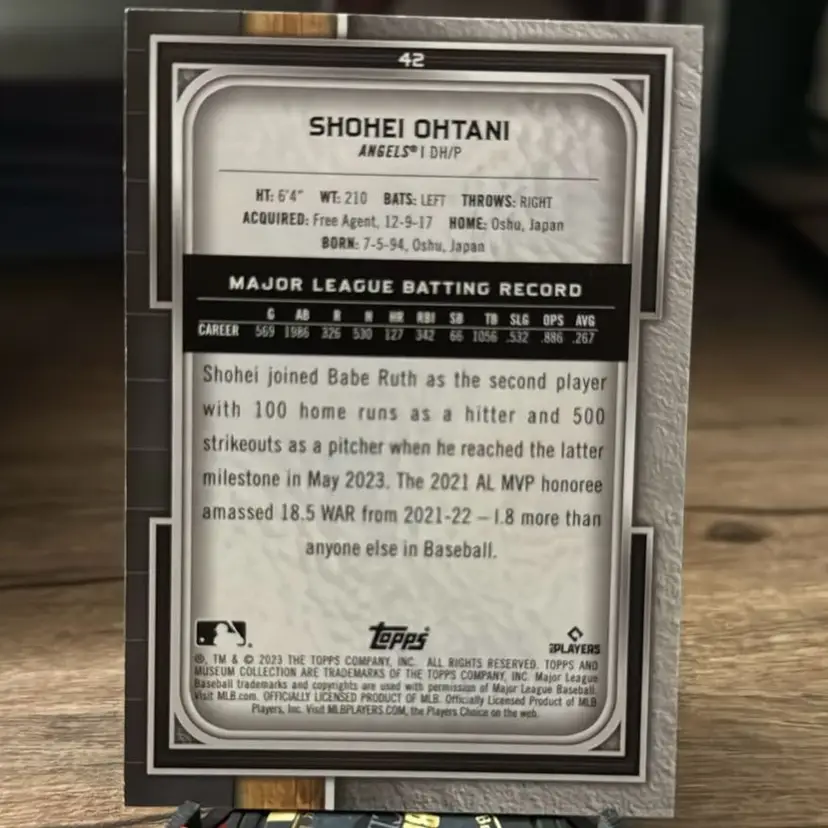 42
SHOHEI OHTANI
ANGELS® | DH/P
HT: 6'4" WT: 210 BATS: LEFT THROWS: RIGHT
ACQUIRED: Free Agent, 12-9-17 HOME: Oshu, Japan
BORN: 7-5-94, Oshu, Japan
MAJOR LEAGUE BATTING RECORD
G AB R H HR RBI SB TB SLG OPS AVG
CAREER 569 1986 326 530 127 342 66 1056 .532 .886 .267
Shohei joined Babe Ruth as the second player
with 100 home runs as a hitter and 500
strikeouts as a pitcher when he reached the latter
milestone in May 2023. The 2021 AL MVP honoree
amassed 18.5 WAR from 2021-22 – 1.8 more than
anyone else in Baseball.
topps®
PLAYERS
®, TM & © 2023 THE TOPPS COMPANY, INC. ALL RIGHTS RESERVED. TOPPS AND
MUSEUM COLLECTION ARE TRADEMARKS OF THE TOPPS COMPANY, INC. Major League
Baseball trademarks and copyrights are used with permission of Major League Baseball.
Visit MLB.com. OFFICIALLY LICENSED PRODUCT OF MLB. Officially Licensed Product of MLB
Players, Inc. Visit MLBPLAYERS.COM, the Players Choice on the web.